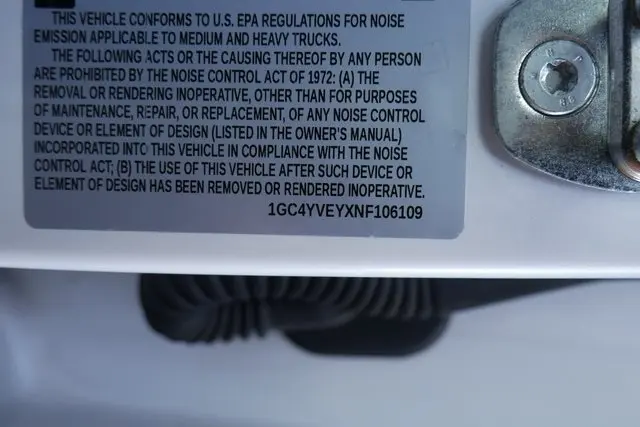 THIS VEHICLE CONFORMS TO U.S. EPA REGULATIONS FOR NOISE
EMISSION APPLICABLE TO MEDIUM AND HEAVY TRUCKS.
THE FOLLOWING ACTS OR THE CAUSING THEREOF BY ANY PERSON
ARE PROHIBITED BY THE NOISE CONTROL ACT OF 1972: (A) THE
REMOVAL OR RENDERING INOPERATIVE, OTHER THAN FOR PURPOSES
OF MAINTENANCE, REPAIR, OR REPLACEMENT, OF ANY NOISE CONTROL
DEVICE OR ELEMENT OF DESIGN (LISTED IN THE OWNER'S MANUAL)
INCORPORATED INTO THIS VEHICLE IN COMPLIANCE WITH THE NOISE
CONTROL ACT; (B) THE USE OF THIS VEHICLE AFTER SUCH DEVICE OR
ELEMENT OF DESIGN HAS BEEN REMOVED OR RENDERED INOPERATIVE.
1GC4YVEYXNF106109